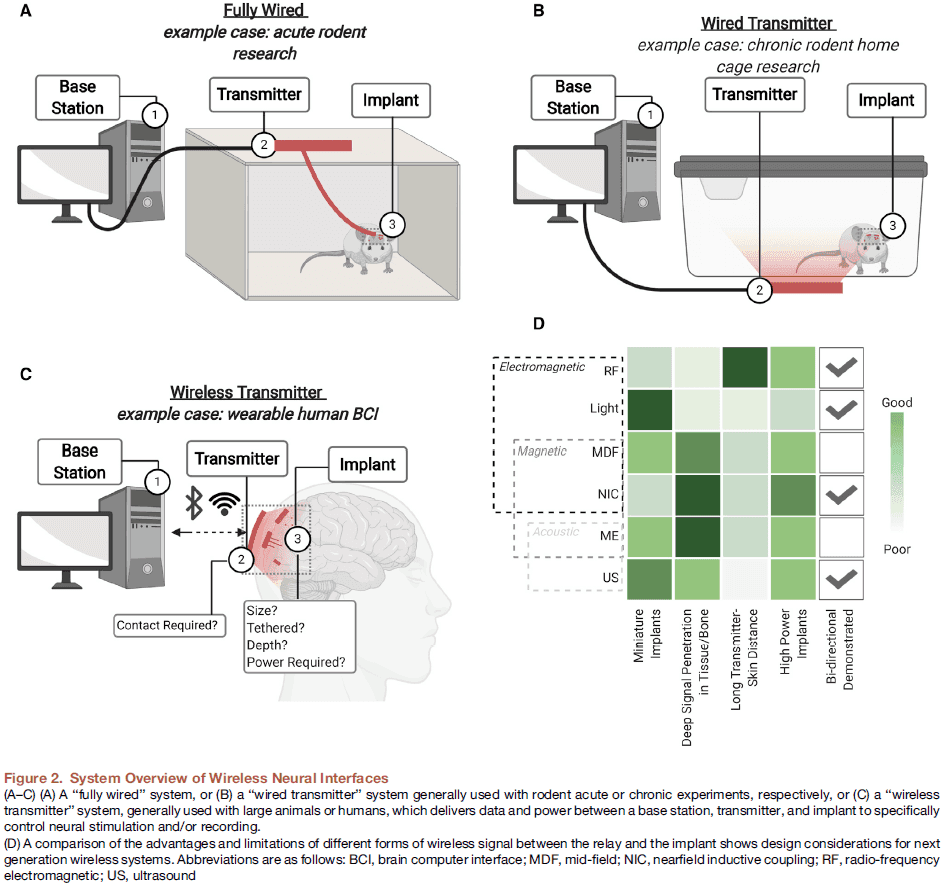 A
Fully Wired
example case: acute rodent
research
Base
Station
1
Transmitter
Implant
2
3
B
Wired Transmitter
example case: chronic rodent home
cage research
Base
Station
1
Transmitter
Implant
3
2
C
Wireless Transmitter
example case: wearable human BCI
Base
Station
1
Transmitter
Implant
2
3
Contact Required?
Size?
Tethered?
Depth?
Power Required?
D
Electromagnetic
Magnetic
Acoustic
RF
Light
MDF
NIC
ME
US
Good
Poor
Miniature
Implants
Deep Signal Penetration
in Tissue/Bone
Long Transmitter-
Skin Distance
High Power
Implants
Bi-directional
Demonstrated
Figure 2. System Overview of Wireless Neural Interfaces
(A–C) (A) A “fully wired” system, or (B) a “wired transmitter” system generally used with rodent acute or chronic experiments, respectively, or (C) a “wireless
transmitter” system, generally used with large animals or humans, which delivers data and power between a base station, transmitter, and implant to specifically
control neural stimulation and/or recording.
(D) A comparison of the advantages and limitations of different forms of wireless signal between the relay and the implant shows design considerations for next
generation wireless systems. Abbreviations are as follows: BCI, brain computer interface; MDF, mid-field; NIC, nearfield inductive coupling; RF, radio-frequency
electromagnetic; US, ultrasound